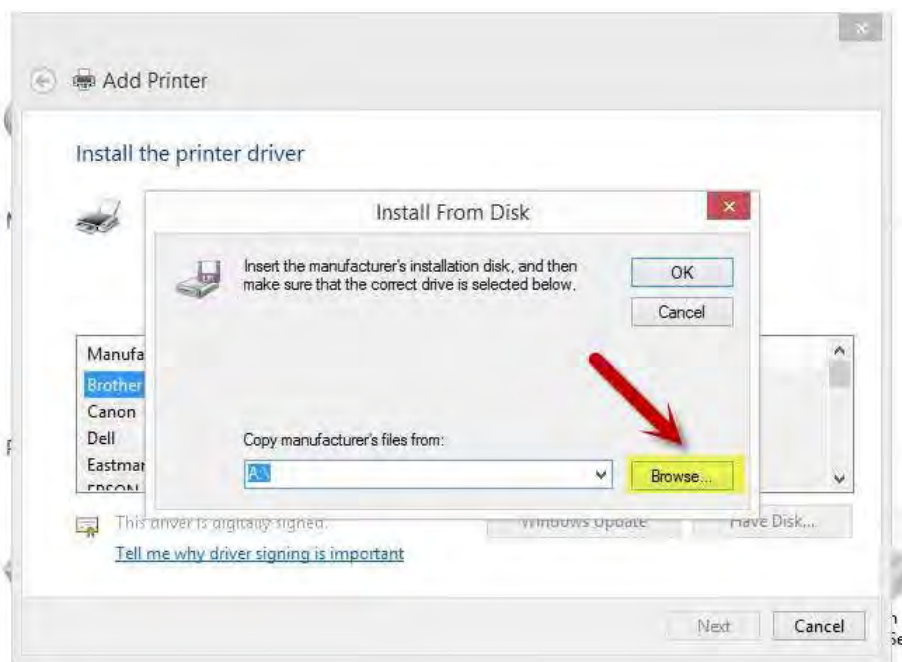 Add Printer
Install the printer driver
Install From Disk
Insert the manufacturer's installation disk, and then
make sure that the correct drive is selected below.
OK
Cancel
Manufa
Brother
Canon
Dell
Eastman
EPSON
Copy manufacturer's files from:
A:\
Browse...
This driver is digitally signed.
Windows Update
Have Disk...
Tell me why driver signing is important
Next
Cancel